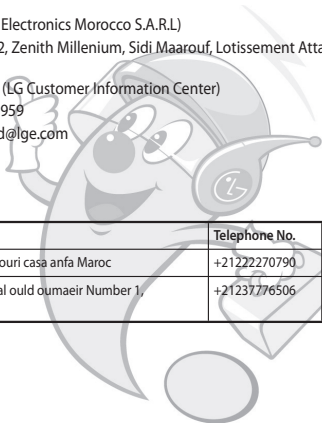 Electronics Morocco S.A.R.L)
2, Zenith Millenium, Sidi Maarouf, Lotissement Atta
(LG Customer Information Center)
959
d@lge.com
LG
Telephone No.
ouri casa anfa Maroc +21222270790
al ould oumaeir Number 1, +21237776506